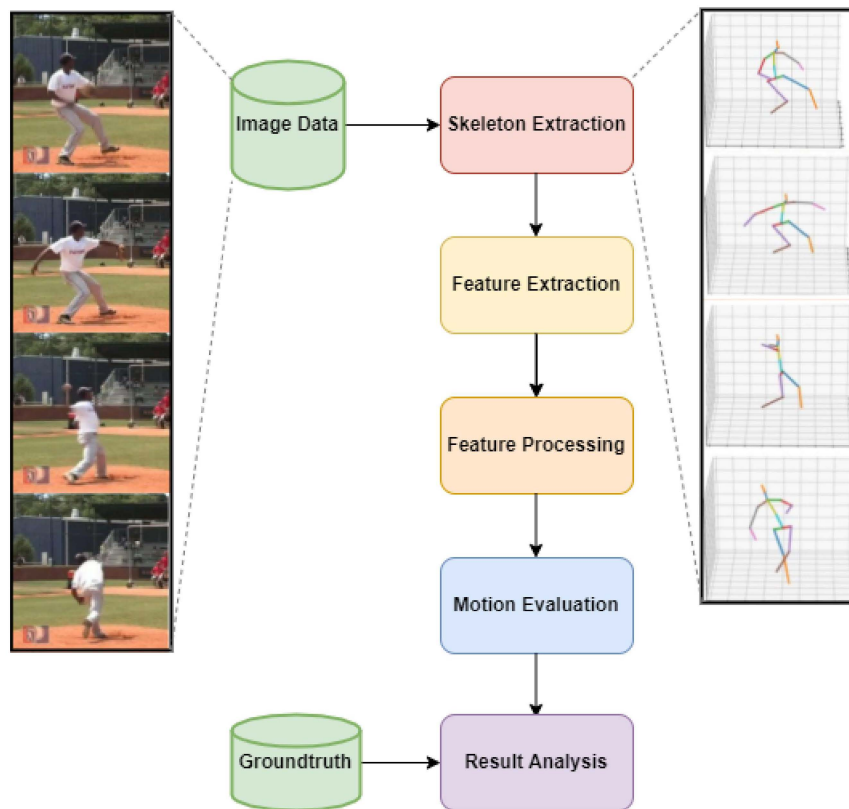 Image Data
Skeleton Extraction
Feature Extraction
Feature Processing
Motion Evaluation
Groundtruth
Result Analysis